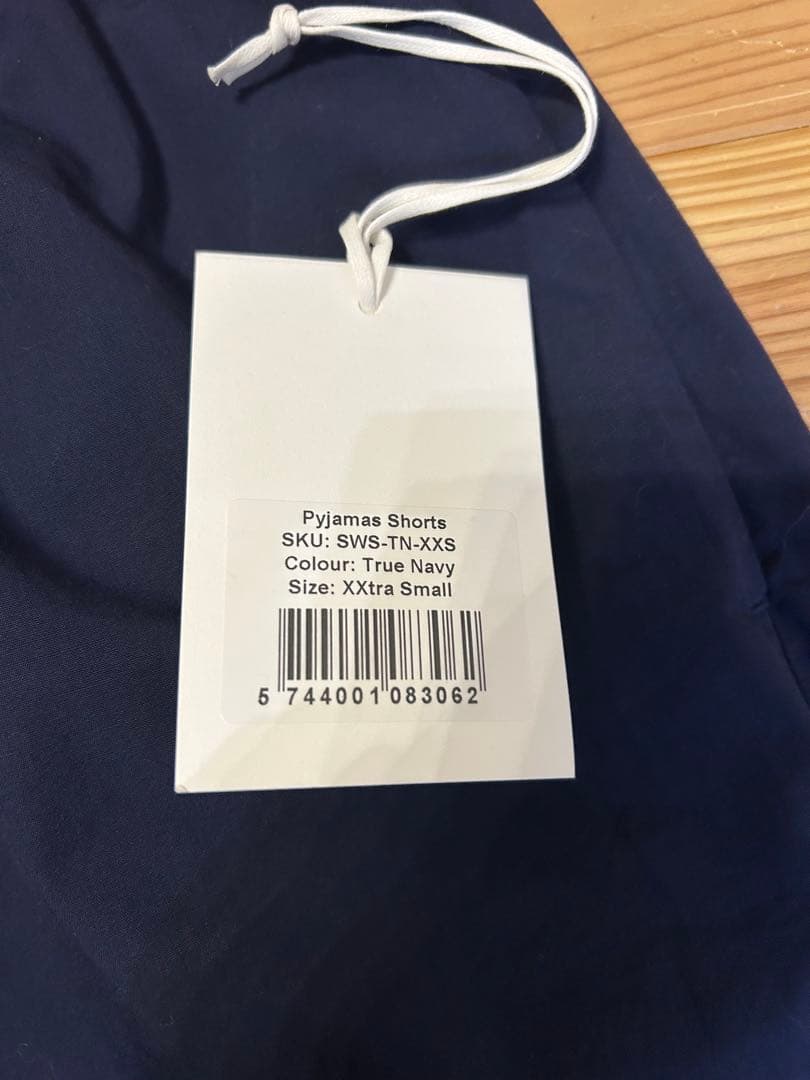 Pyjamas Shorts
SKU: SWS-TN-XXS
Colour: True Navy
Size: XXtra Small
5 744001 083062